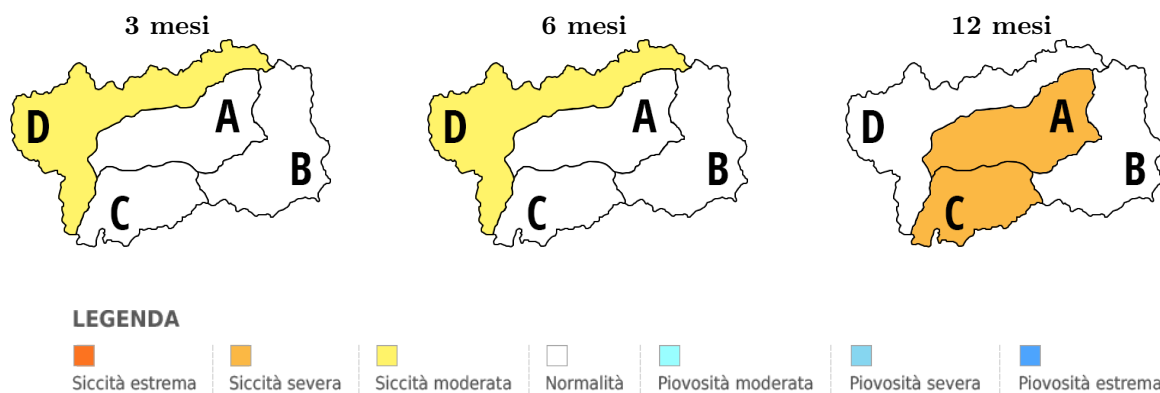 3 mesi 6 mesi 12 mesi
A A A
D D D
B B B
C C C
LEGENDA
Siccità estrema Siccità severa Siccità moderata Normalità Piovosità moderata Piovosità severa Piovosità estrema